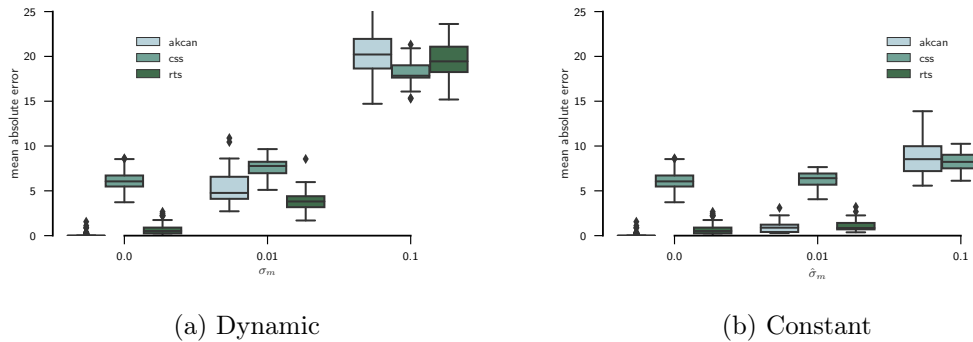 25
20
15
10
5
0
mean absolute error
akcan
css
rts
0.0
0.01
0.1
σm
(a) Dynamic
25
20
15
10
5
0
mean absolute error
akcan
css
rts
0.0
0.01
0.1
σ̂m
(b) Constant